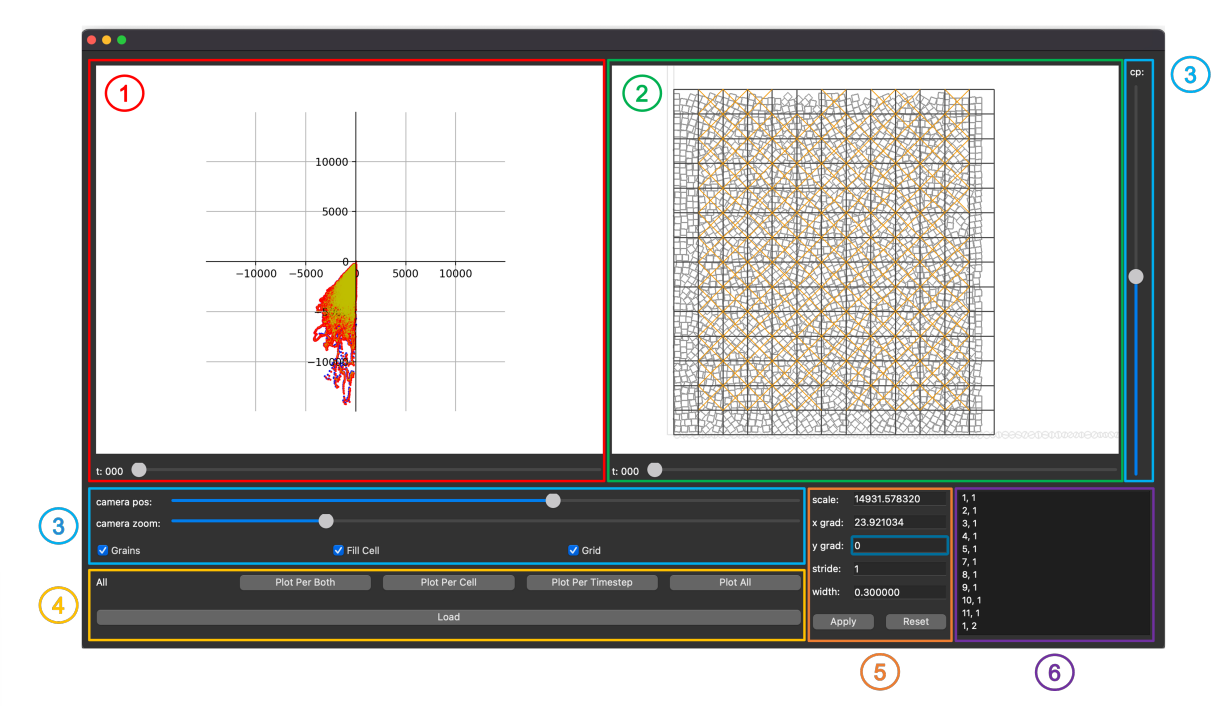 1
2
3
cp:
10000
5000
0
−10000 −5000 0 5000 10000
−10000
t: 000
t: 000
3
camera pos:
camera zoom:
Grains
Fill Cell
Grid
4
All
Plot Per Both
Plot Per Cell
Plot Per Timestep
Plot All
Load
scale: 14931.578320
x grad: 23.921034
y grad: 0
stride: 1
width: 0.300000
Apply
Reset
5
1, 1
2, 1
3, 1
4, 1
5, 1
7, 1
8, 1
9, 1
10, 1
11, 1
1, 2
6